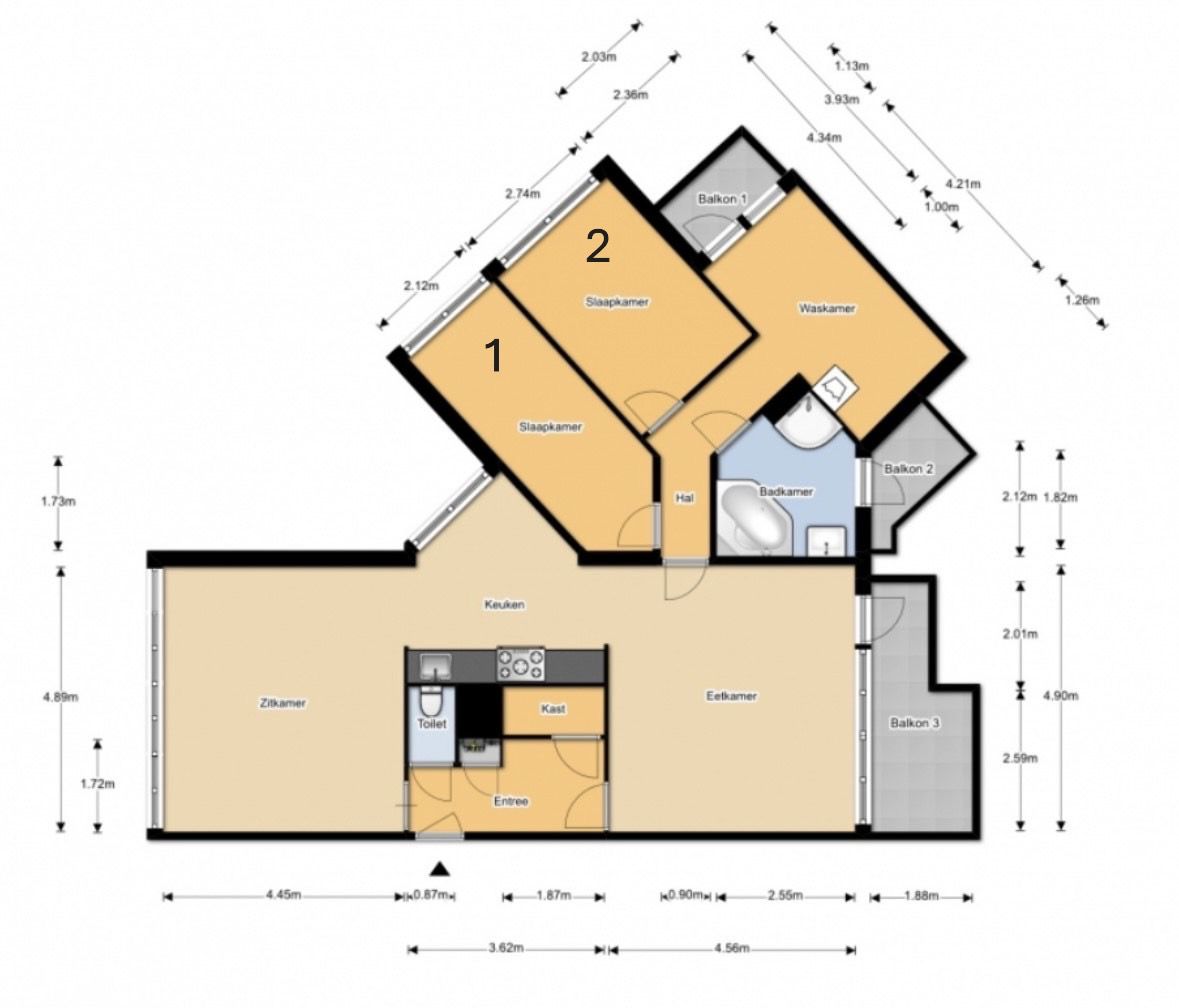 2.03m
1.13m
2.36m
3.93m
4.34m
4.21m
2.74m
Balkon 1
1.00m
2
2.12m
1.26m
Slaapkamer
Waskamer
1
Slaapkamer
Balkon 2
Badkamer
Hal
1.73m
2.12m
1.82m
Keuken
2.01m
4.89m
Zitkamer
Eetkamer
4.90m
Kast
Toilet
Balkon 3
2.59m
1.72m
Entree
4.45m
0.87m
1.87m
0.90m
2.55m
1.88m
3.62m
4.56m